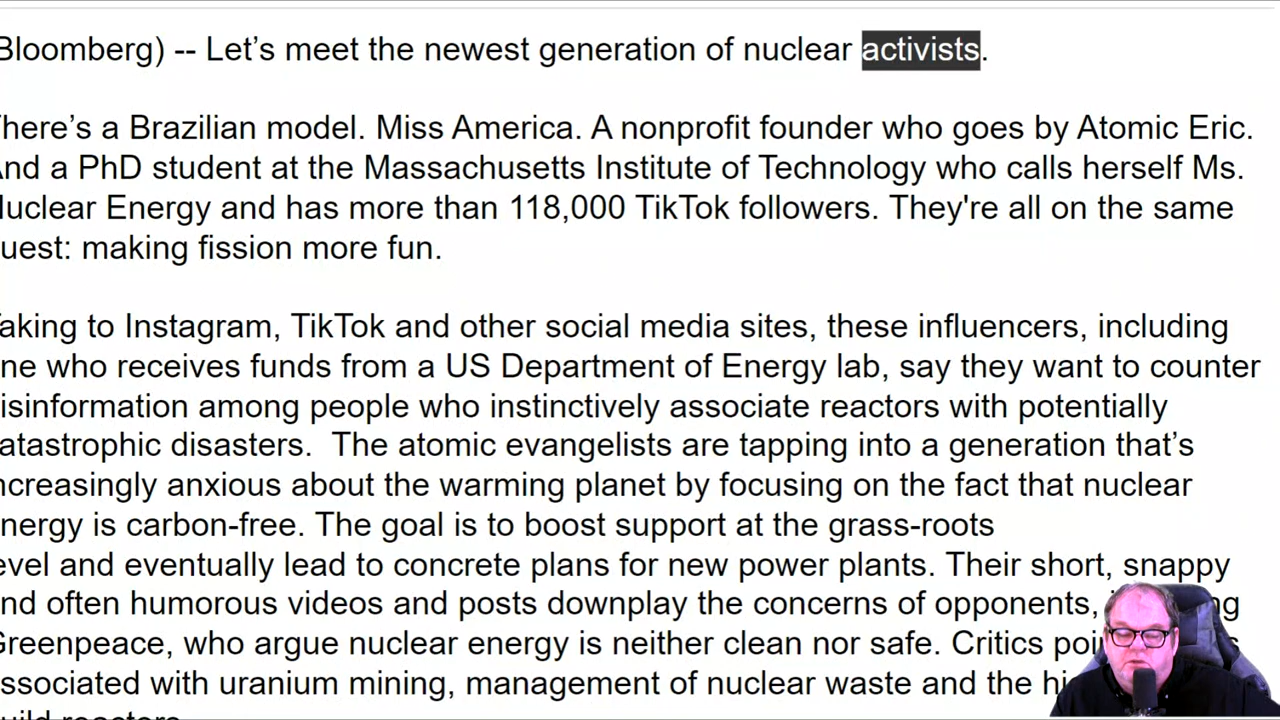 Bloomberg) -- Let’s meet the newest generation of nuclear activists.
here’s a Brazilian model. Miss America. A nonprofit founder who goes by Atomic Eric.
nd a PhD student at the Massachusetts Institute of Technology who calls herself Ms.
uclear Energy and has more than 118,000 TikTok followers. They're all on the same
uest: making fission more fun.
aking to Instagram, TikTok and other social media sites, these influencers, including
ne who receives funds from a US Department of Energy lab, say they want to counter
isinformation among people who instinctively associate reactors with potentially
atastrophic disasters.  The atomic evangelists are tapping into a generation that’s
ncreasingly anxious about the warming planet by focusing on the fact that nuclear
nergy is carbon-free. The goal is to boost support at the grass-roots
evel and eventually lead to concrete plans for new power plants. Their short, snappy
nd often humorous videos and posts downplay the concerns of opponents,
Greenpeace, who argue nuclear energy is neither clean nor safe. Critics
ssociated with uranium mining, management of nuclear waste and the